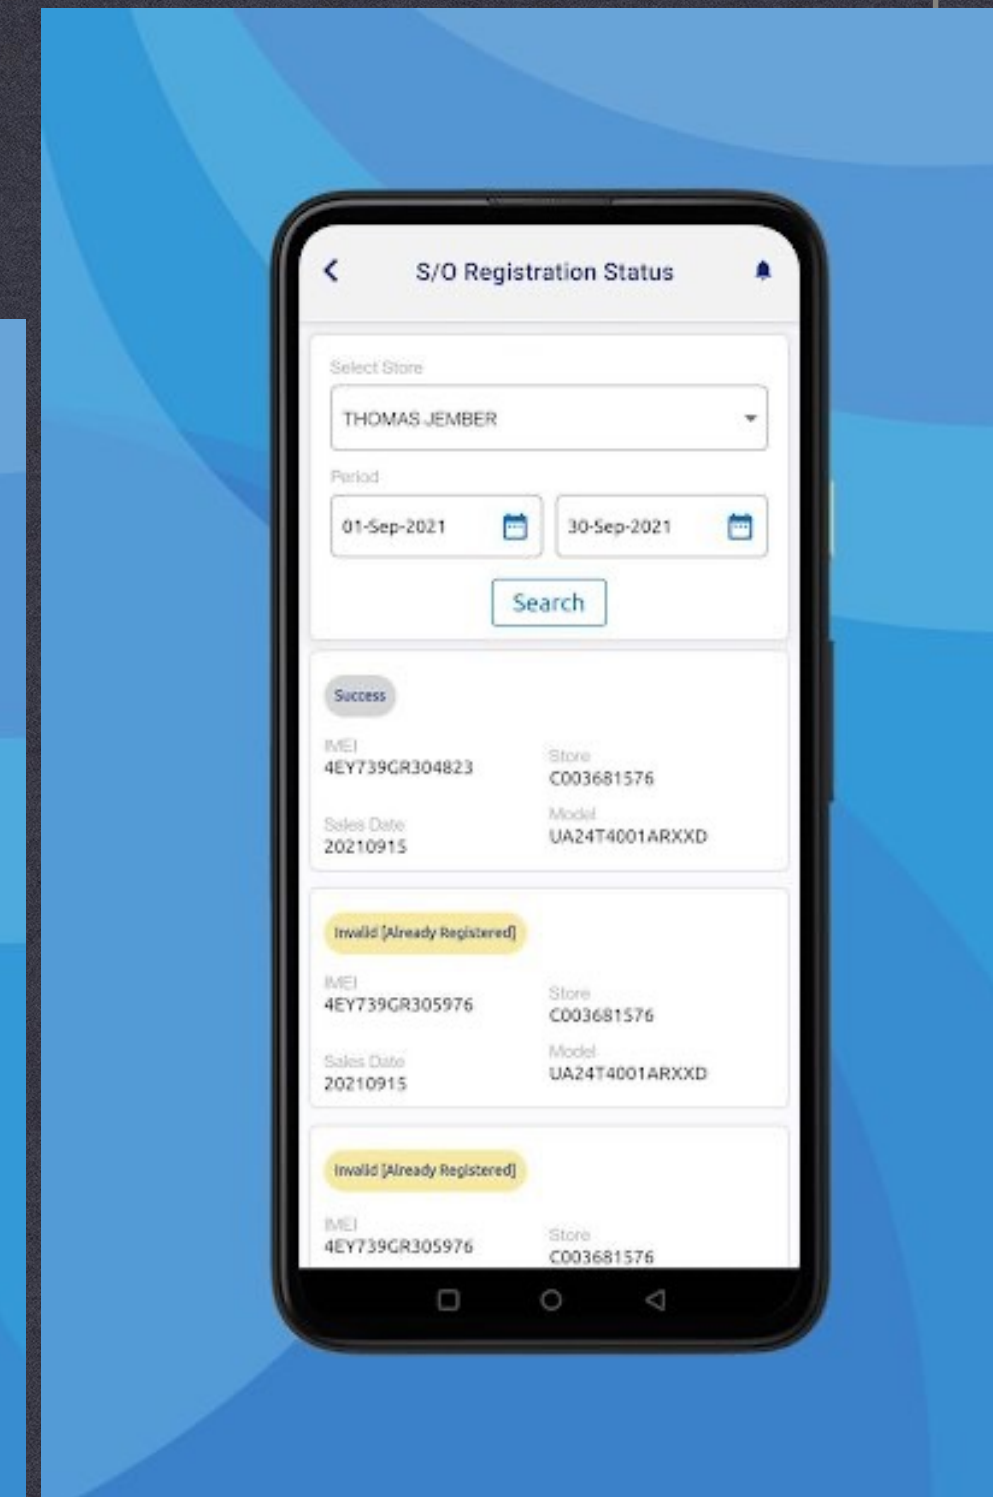 S/O Registration Status
Select Store
THOMAS JEMBER
Period
01-Sep-2021 30-Sep-2021
Search
Success
IMEI Store
4EY739GR304823 C003681576
Sales Date Model
20210915 UA24T4001ARXXD
Invalid [Already Registered]
IMEI Store
4EY739GR305976 C003681576
Sales Date Model
20210915 UA24T4001ARXXD
Invalid [Already Registered]
IMEI Store
4EY739GR305976 C003681576